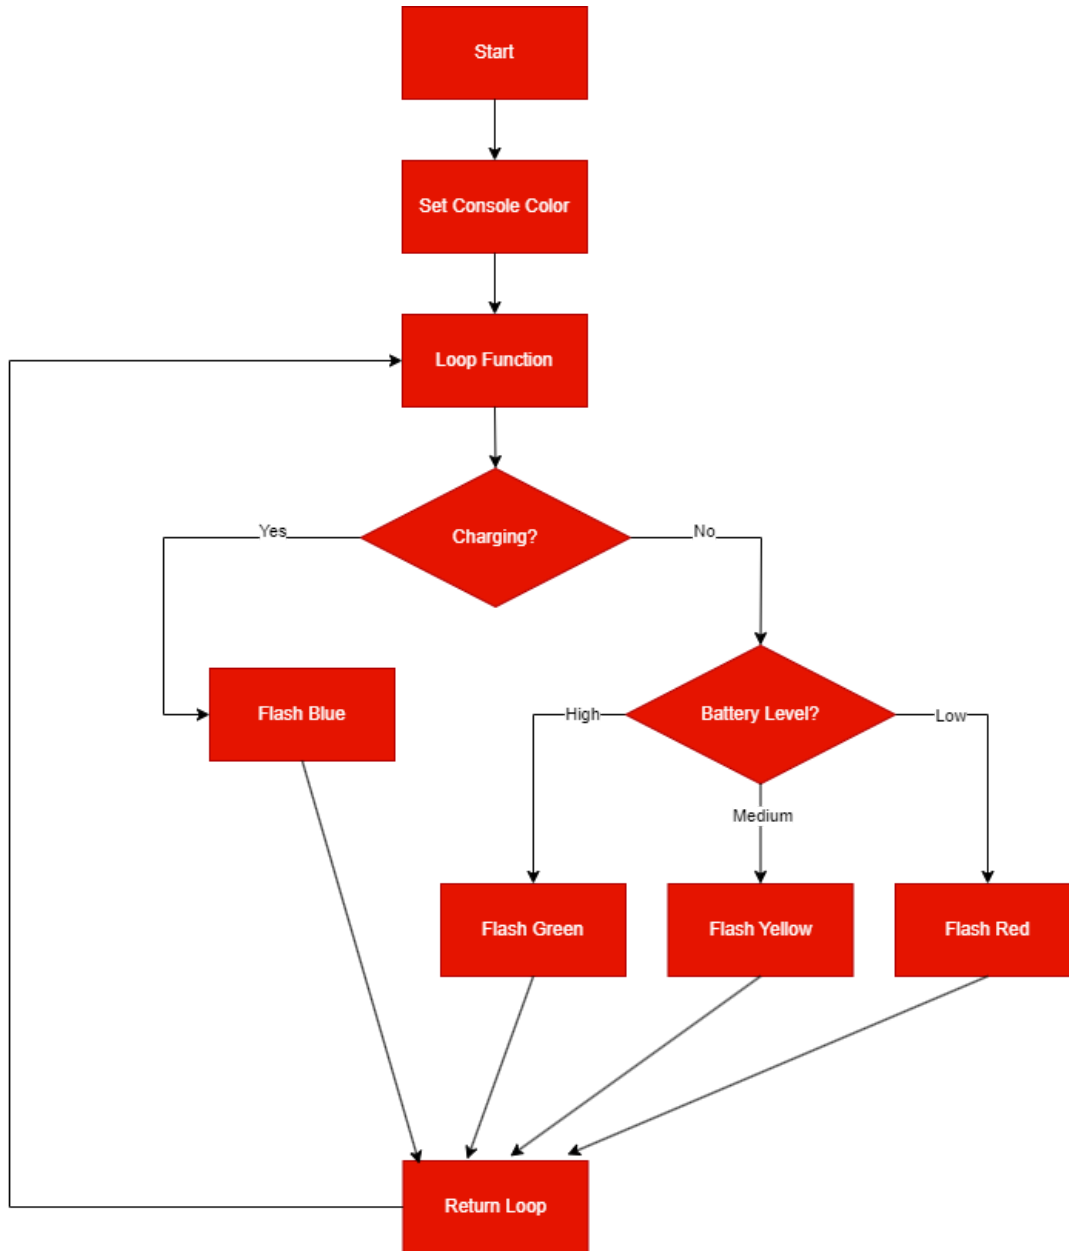 Start
Set Console Color
Loop Function
Charging?
Yes
No
Flash Blue
Battery Level?
High
Low
Medium
Flash Green
Flash Yellow
Flash Red
Return Loop